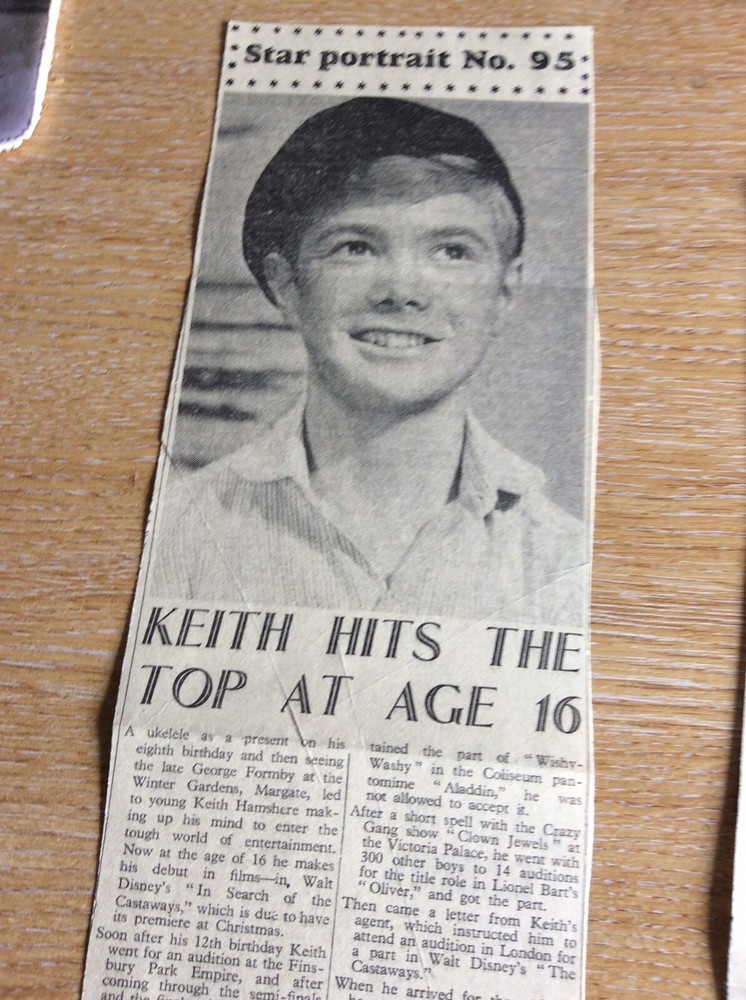 Star portrait No. 95
KEITH HITS THE
TOP AT AGE 16
A ukelele as a present on his
eighth birthday and then seeing
the late George Formby at the
Winter Gardens, Margate, led
to young Keith Hamshere mak-
ing up his mind to enter the
tough world of entertainment.
Now at the age of 16 he makes
his debut in films—in, Walt
Disney's "In Search of the
Castaways," which is due to have
its premiere at Christmas.
Soon after his 12th birthday Keith
went for an audition at the Fins-
bury Park Empire, and after
coming through the semi-finals
and the
tained the part of "Wishy-
Washy" in the Coliseum pan-
tomime "Aladdin," he was
not allowed to accept it.
After a short spell with the Crazy
Gang show "Clown Jewels" at
the Victoria Palace, he went with
300 other boys to 14 auditions
for the title role in Lionel Bart's
"Oliver," and got the part.
Then came a letter from Keith's
agent, which instructed him to
attend an audition in London for
a part in Walt Disney's "The
Castaways."
When he arrived for